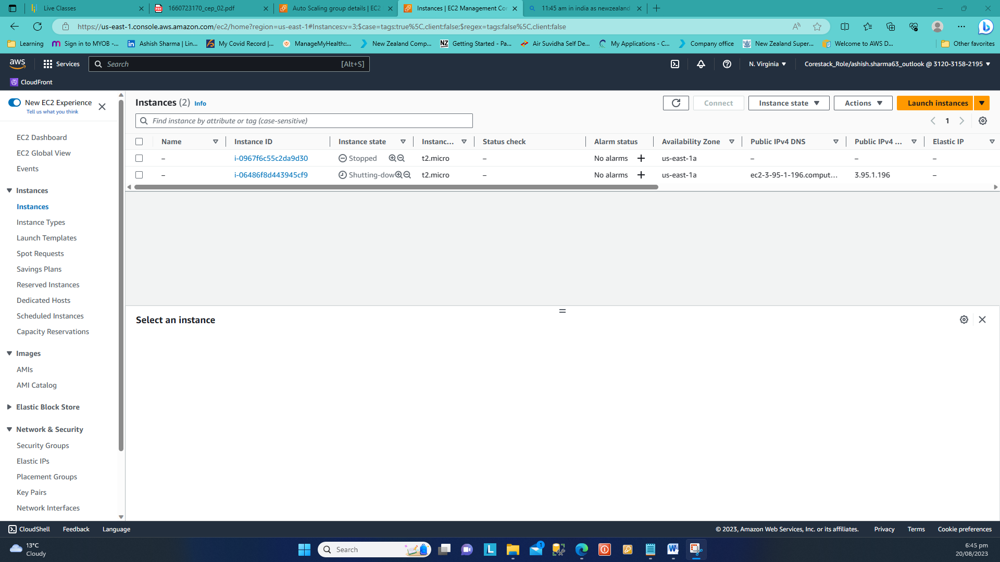 Live Classes
1660723170_cep_02.pdf
Auto Scaling group details | EC2
Instances | EC2 Management Con
11:45 am in india as newzealand
https://us-east-1.console.aws.amazon.com/ec2/home?region=us-east-1#Instances:v=3;$case=tags:true%5C,client:false;$regex=tags:false%5C,client:false
Learning
Sign in to MYOB -...
Ashish Sharma | Lin...
My Covid Record |...
ManageMyHealth::...
New Zealand Comp...
Getting Started - Pa...
Air Suvidha Self De...
My Applications - C...
Company office
New Zealand Super...
Welcome to AWS D...
Other favorites
aws
Services
Search
[Alt+S]
N. Virginia
Corestack_Role/ashish.sharma63_outlook @ 3120-3158-2195
CloudFront
New EC2 Experience
Tell us what you think
EC2 Dashboard
EC2 Global View
Events
Instances
Instances
Instance Types
Launch Templates
Spot Requests
Savings Plans
Reserved Instances
Dedicated Hosts
Scheduled Instances
Capacity Reservations
Images
AMIs
AMI Catalog
Elastic Block Store
Network & Security
Security Groups
Elastic IPs
Placement Groups
Key Pairs
Network Interfaces
Instances (2) Info
Connect
Instance state
Actions
Launch instances
Find instance by attribute or tag (case-sensitive)
1
Name Instance ID Instance state Instanc... Status check Alarm status Availability Zone Public IPv4 DNS Public IPv4 ... Elastic IP
– i-0967f6c55c2da9d30 Stopped t2.micro – No alarms + us-east-1a – – –
– i-06486f8d443945cf9 Shutting-dow t2.micro – No alarms + us-east-1a ec2-3-95-1-196.comput... 3.95.1.196 –
Select an instance
CloudShell
Feedback
Language
© 2023, Amazon Web Services, Inc. or its affiliates.
Privacy
Terms
Cookie preferences
13°C
Cloudy
Search
1
6:45 pm
20/08/2023